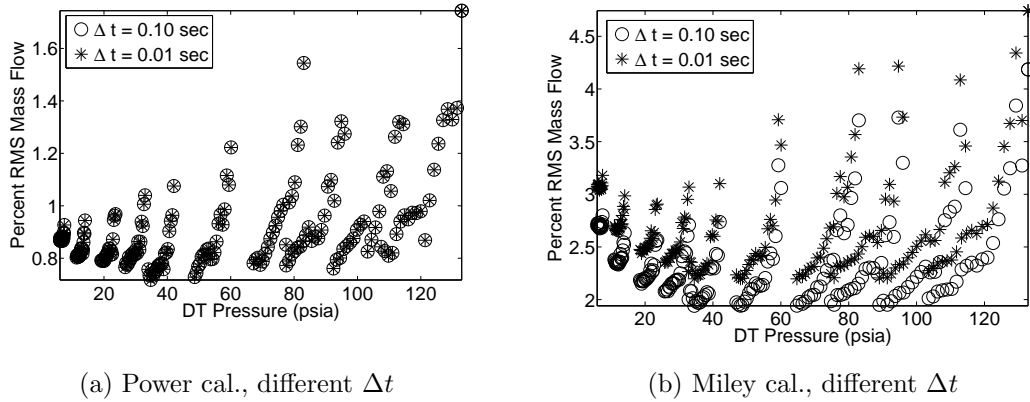 Percent RMS Mass Flow
1.6
1.4
1.2
1
0.8
○ Δ t = 0.10 sec
✳ Δ t = 0.01 sec
20 40 60 80 100 120
DT Pressure (psia)
(a) Power cal., different Δt
Percent RMS Mass Flow
4.5
4
3.5
3
2.5
2
○ Δ t = 0.10 sec
✳ Δ t = 0.01 sec
20 40 60 80 100 120
DT Pressure (psia)
(b) Miley cal., different Δt